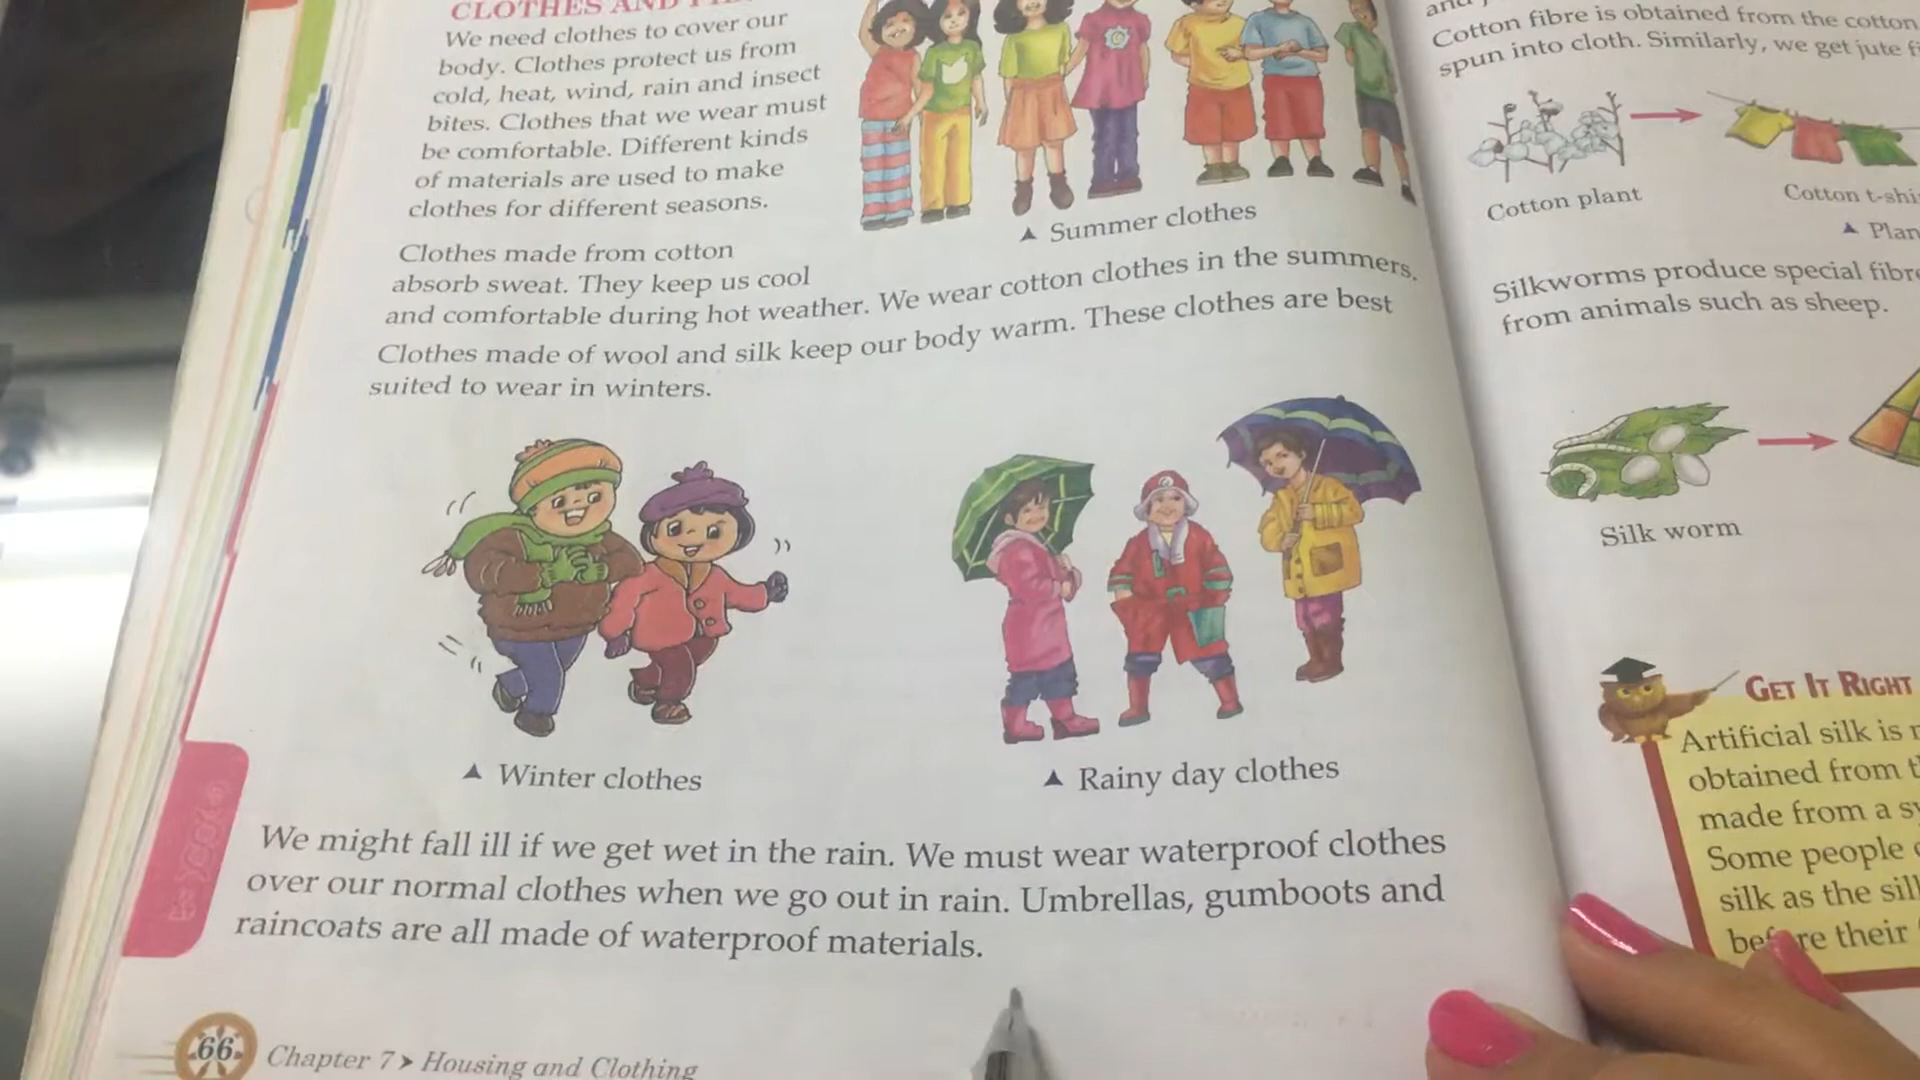 CLOTHES AND
We need clothes to cover our
body. Clothes protect us from
cold, heat, wind, rain and insect
bites. Clothes that we wear must
be comfortable. Different kinds
of materials are used to make
clothes for different seasons.
Summer clothes
Clothes made from cotton
absorb sweat. They keep us cool
and comfortable during hot weather. We wear cotton clothes in the summers.
Clothes made of wool and silk keep our body warm. These clothes are best
suited to wear in winters.
Winter clothes
Rainy day clothes
We might fall ill if we get wet in the rain. We must wear waterproof clothes
over our normal clothes when we go out in rain. Umbrellas, gumboots and
raincoats are all made of waterproof materials.
66
Chapter 7 > Housing and Clothing
Cotton fibre is obtained from the cotton
spun into cloth. Similarly, we get jute
Cotton plant
Cotton
Silkworms produce special
from animals such as sheep.
Silk worm
GET IT RIGHT
Artificial silk is
obtained from
made from a
Some people
silk as the
their